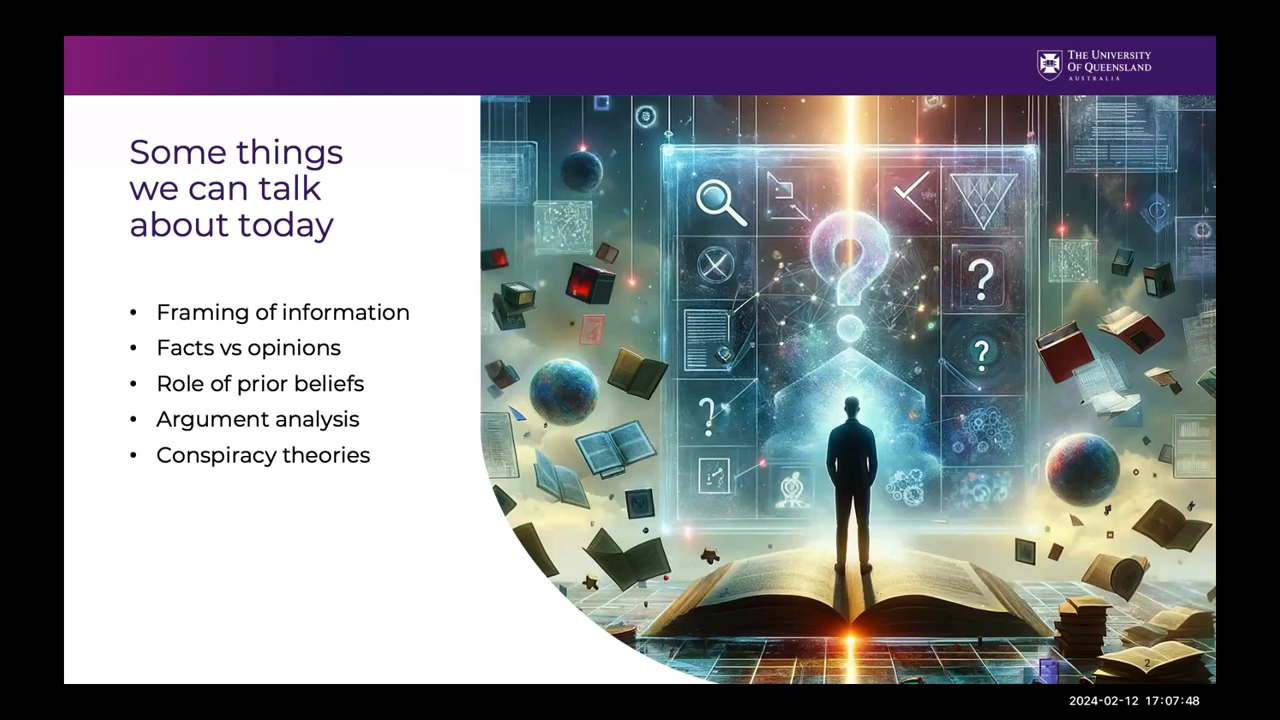 THE UNIVERSITY
OF QUEENSLAND
AUSTRALIA
Some things
we can talk
about today
• Framing of information
• Facts vs opinions
• Role of prior beliefs
• Argument analysis
• Conspiracy theories
?
?
?
?
2
2024-02-12 17:07:48